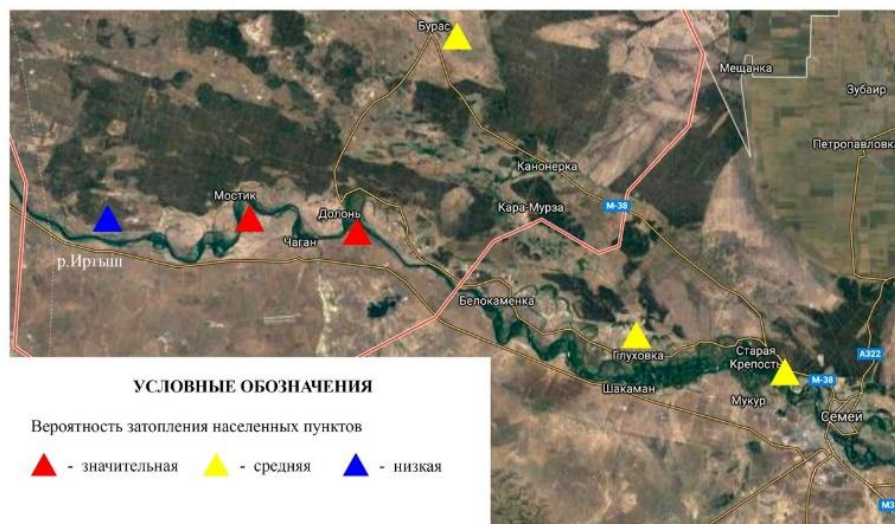 Бурас
Мещанка
Зубаир
Петропавловка
Канонерка
Мостик
Кара-Мурза
М-38
Долонь
Чаган
р.Иртыш
Белокаменка
Глуховка
Старая
Крепость
А322
М-38
Шакаман
Мукур
Семей
УСЛОВНЫЕ ОБОЗНАЧЕНИЯ
Вероятность затопления населенных пунктов
- значительная - средняя - низкая